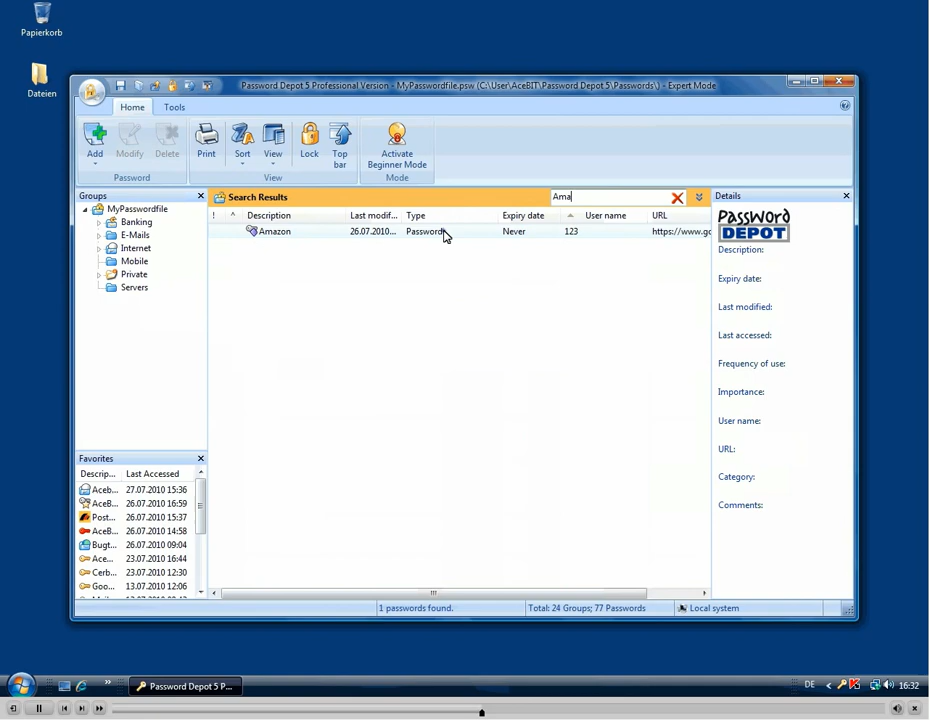 Papierkorb
Dateien
Password Depot 5 Professional Version - MyPasswordfile.psw (C:\User\AceBIT\Password Depot 5\Passwords\) - Expert Mode
Home Tools
Add Modify Delete Print Sort View Lock Top bar Activate Beginner Mode
Password View Mode
Groups
MyPasswordfile
Banking
E-Mails
Internet
Mobile
Private
Servers
Search Results Ama
! ^ Description Last modif... Type Expiry date User name URL
Amazon 26.07.2010... Password Never 123 https://www.go
Details
PASSWORD
DEPOT
Description:
Expiry date:
Last modified:
Last accessed:
Frequency of use:
Importance:
User name:
URL:
Category:
Comments:
Favorites
Descrip... Last Accessed
Aceb... 27.07.2010 15:36
AceB... 26.07.2010 16:59
Post... 26.07.2010 15:37
AceB... 26.07.2010 14:58
Bugt... 26.07.2010 09:04
Ace... 23.07.2010 16:44
Cerb... 23.07.2010 12:30
Goo... 13.07.2010 12:06
1 passwords found. Total: 24 Groups; 77 Passwords Local system
Password Depot 5 P... DE 16:32